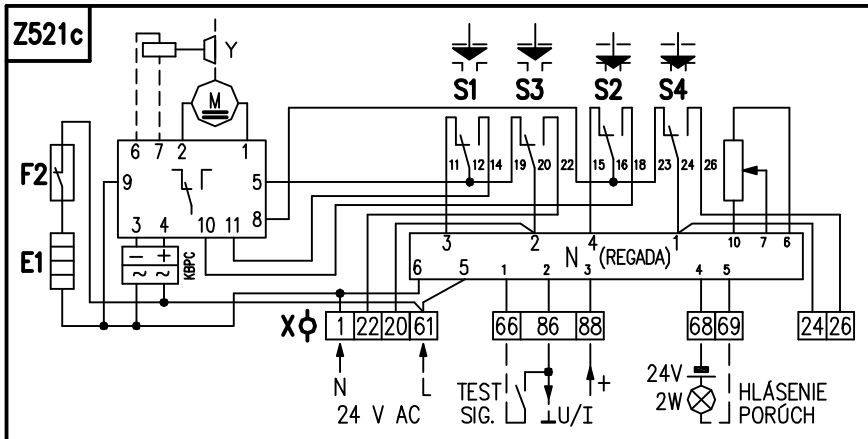 Z521c
Y
M
S1 S3 S2 S4
6 7 2 1
F2
9 5
8
3 4 10 11
E1
− +
~ ~
KBPC
11 12 14 19 20 22 15 16 18 23 24 26
3 2 4 1 10 7 6
N (REGADA)
6 5 1 2 3 4 5
X 1 22 20 61 66 86 88 68 69 24 26
N L
24 V AC
TEST
SIG.
⊥U/I
+
24V
2W
HLÁSENIE
PORÚCH